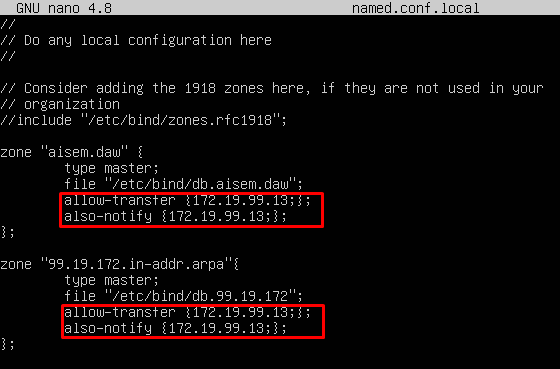 GNU nano 4.8 named.conf.local
//
// Do any local configuration here
//
// Consider adding the 1918 zones here, if they are not used in your
// organization
//include "/etc/bind/zones.rfc1918";
zone "aisem.daw" {
type master;
file "/etc/bind/db.aisem.daw";
allow-transfer {172.19.99.13;};
also-notify {172.19.99.13;};
};
zone "99.19.172.in-addr.arpa"{
type master;
file "/etc/bind/db.99.19.172";
allow-transfer {172.19.99.13;};
also-notify {172.19.99.13;};
};